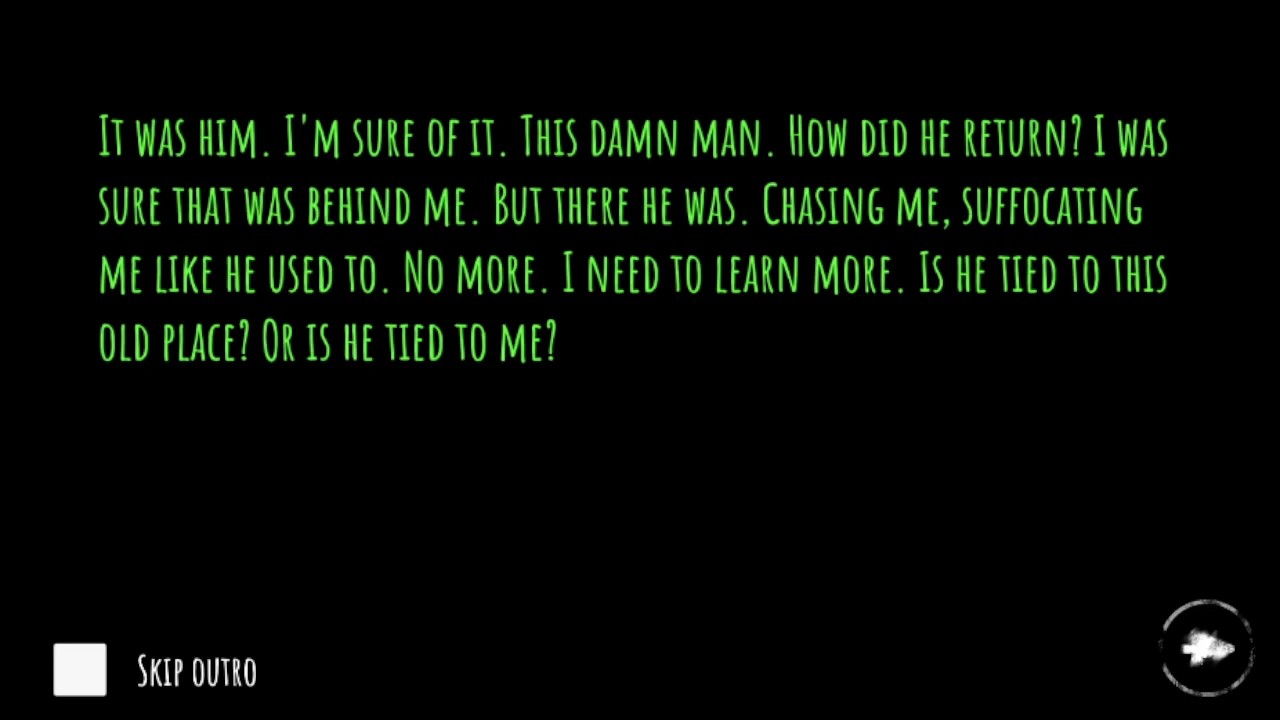 It was him. I'm sure of it. This damn man. How did he return? I was
sure that was behind me. But there he was. Chasing me, suffocating
me like he used to. No more. I need to learn more. Is he tied to this
old place? Or is he tied to me?
Skip outro